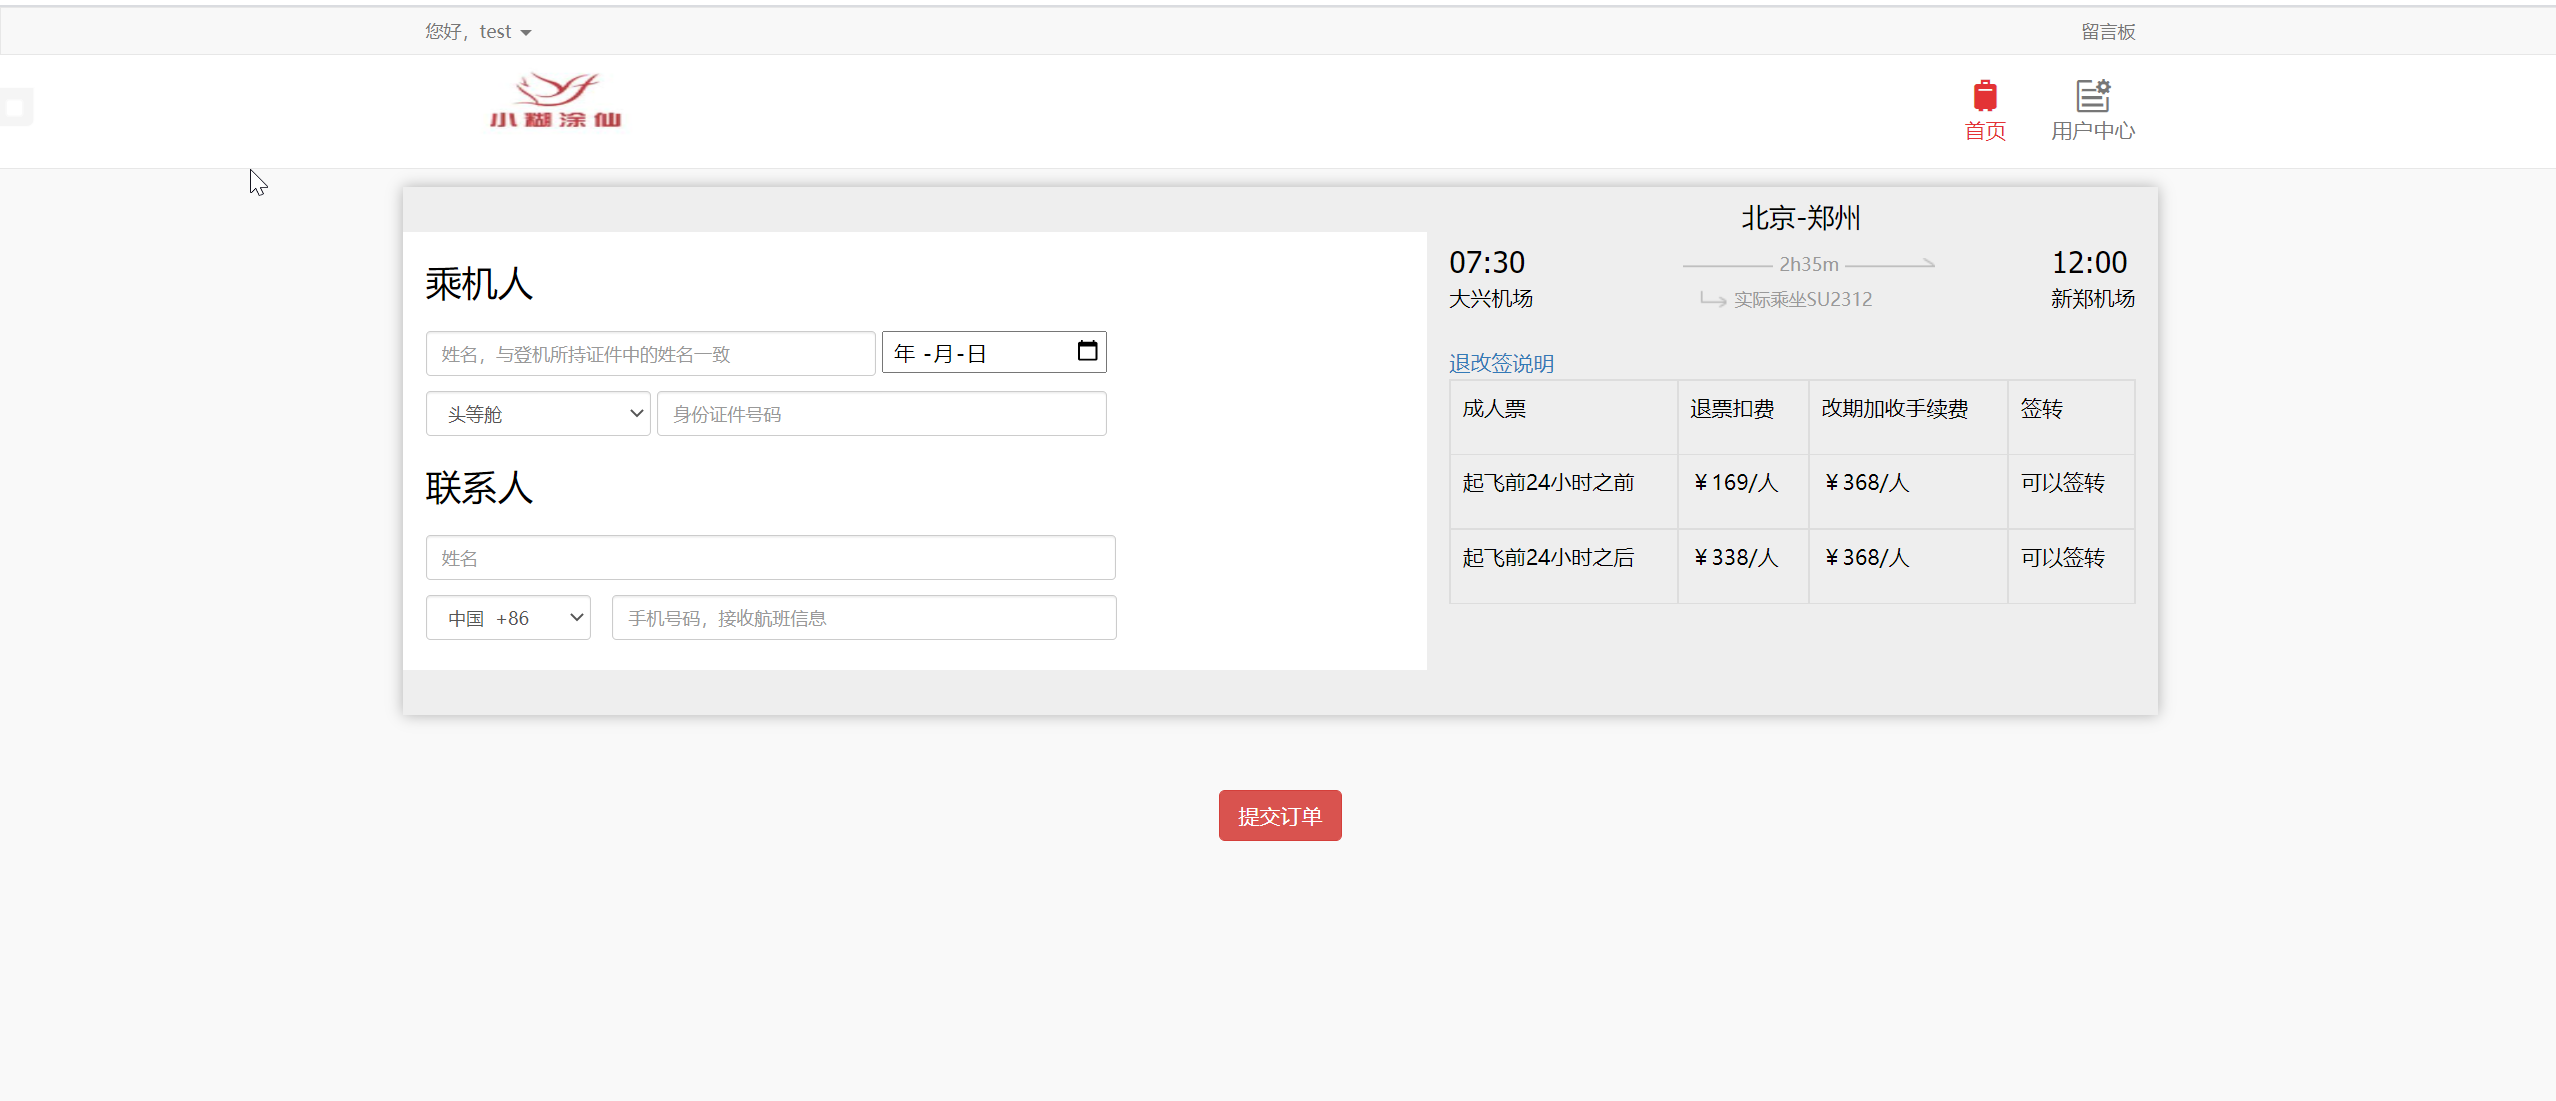 您好，test
留言板
小糊涂仙
首页
用户中心
北京-郑州
07:30
2h35m
12:00
大兴机场
实际乘坐SU2312
新郑机场
乘机人
姓名，与登机所持证件中的姓名一致
年 -月-日
头等舱
身份证件号码
联系人
姓名
中国 +86
手机号码，接收航班信息
退改签说明
成人票 退票扣费 改期加收手续费 签转
起飞前24小时之前 ￥169/人 ￥368/人 可以签转
起飞前24小时之后 ￥338/人 ￥368/人 可以签转
提交订单